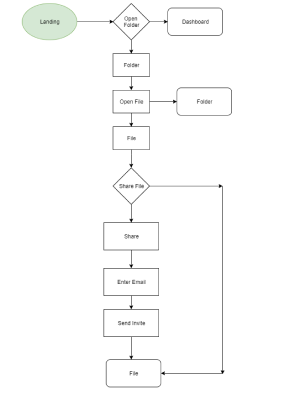 Landing
Open
Folder
Dashboard
Folder
Open File
Folder
File
Share File
Share
Enter Email
Send Invite
File